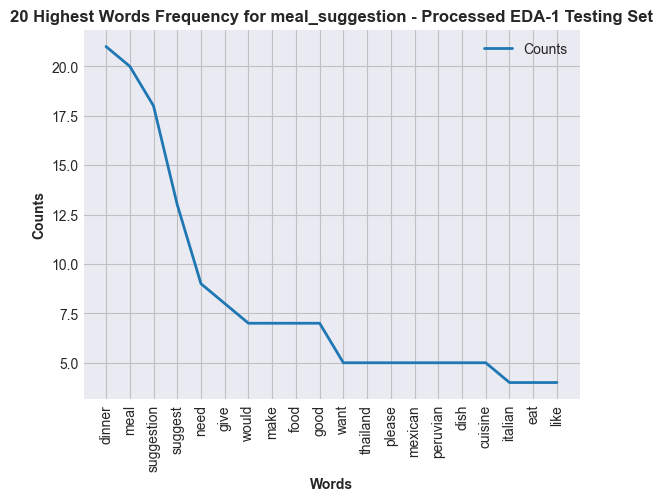 20 Highest Words Frequency for meal_suggestion - Processed EDA-1 Testing Set
Counts
20.0
17.5
15.0
12.5
10.0
7.5
5.0
Counts
dinner
meal
suggestion
suggest
need
give
would
make
food
good
want
thailand
please
mexican
peruvian
dish
cuisine
italian
eat
like
Words